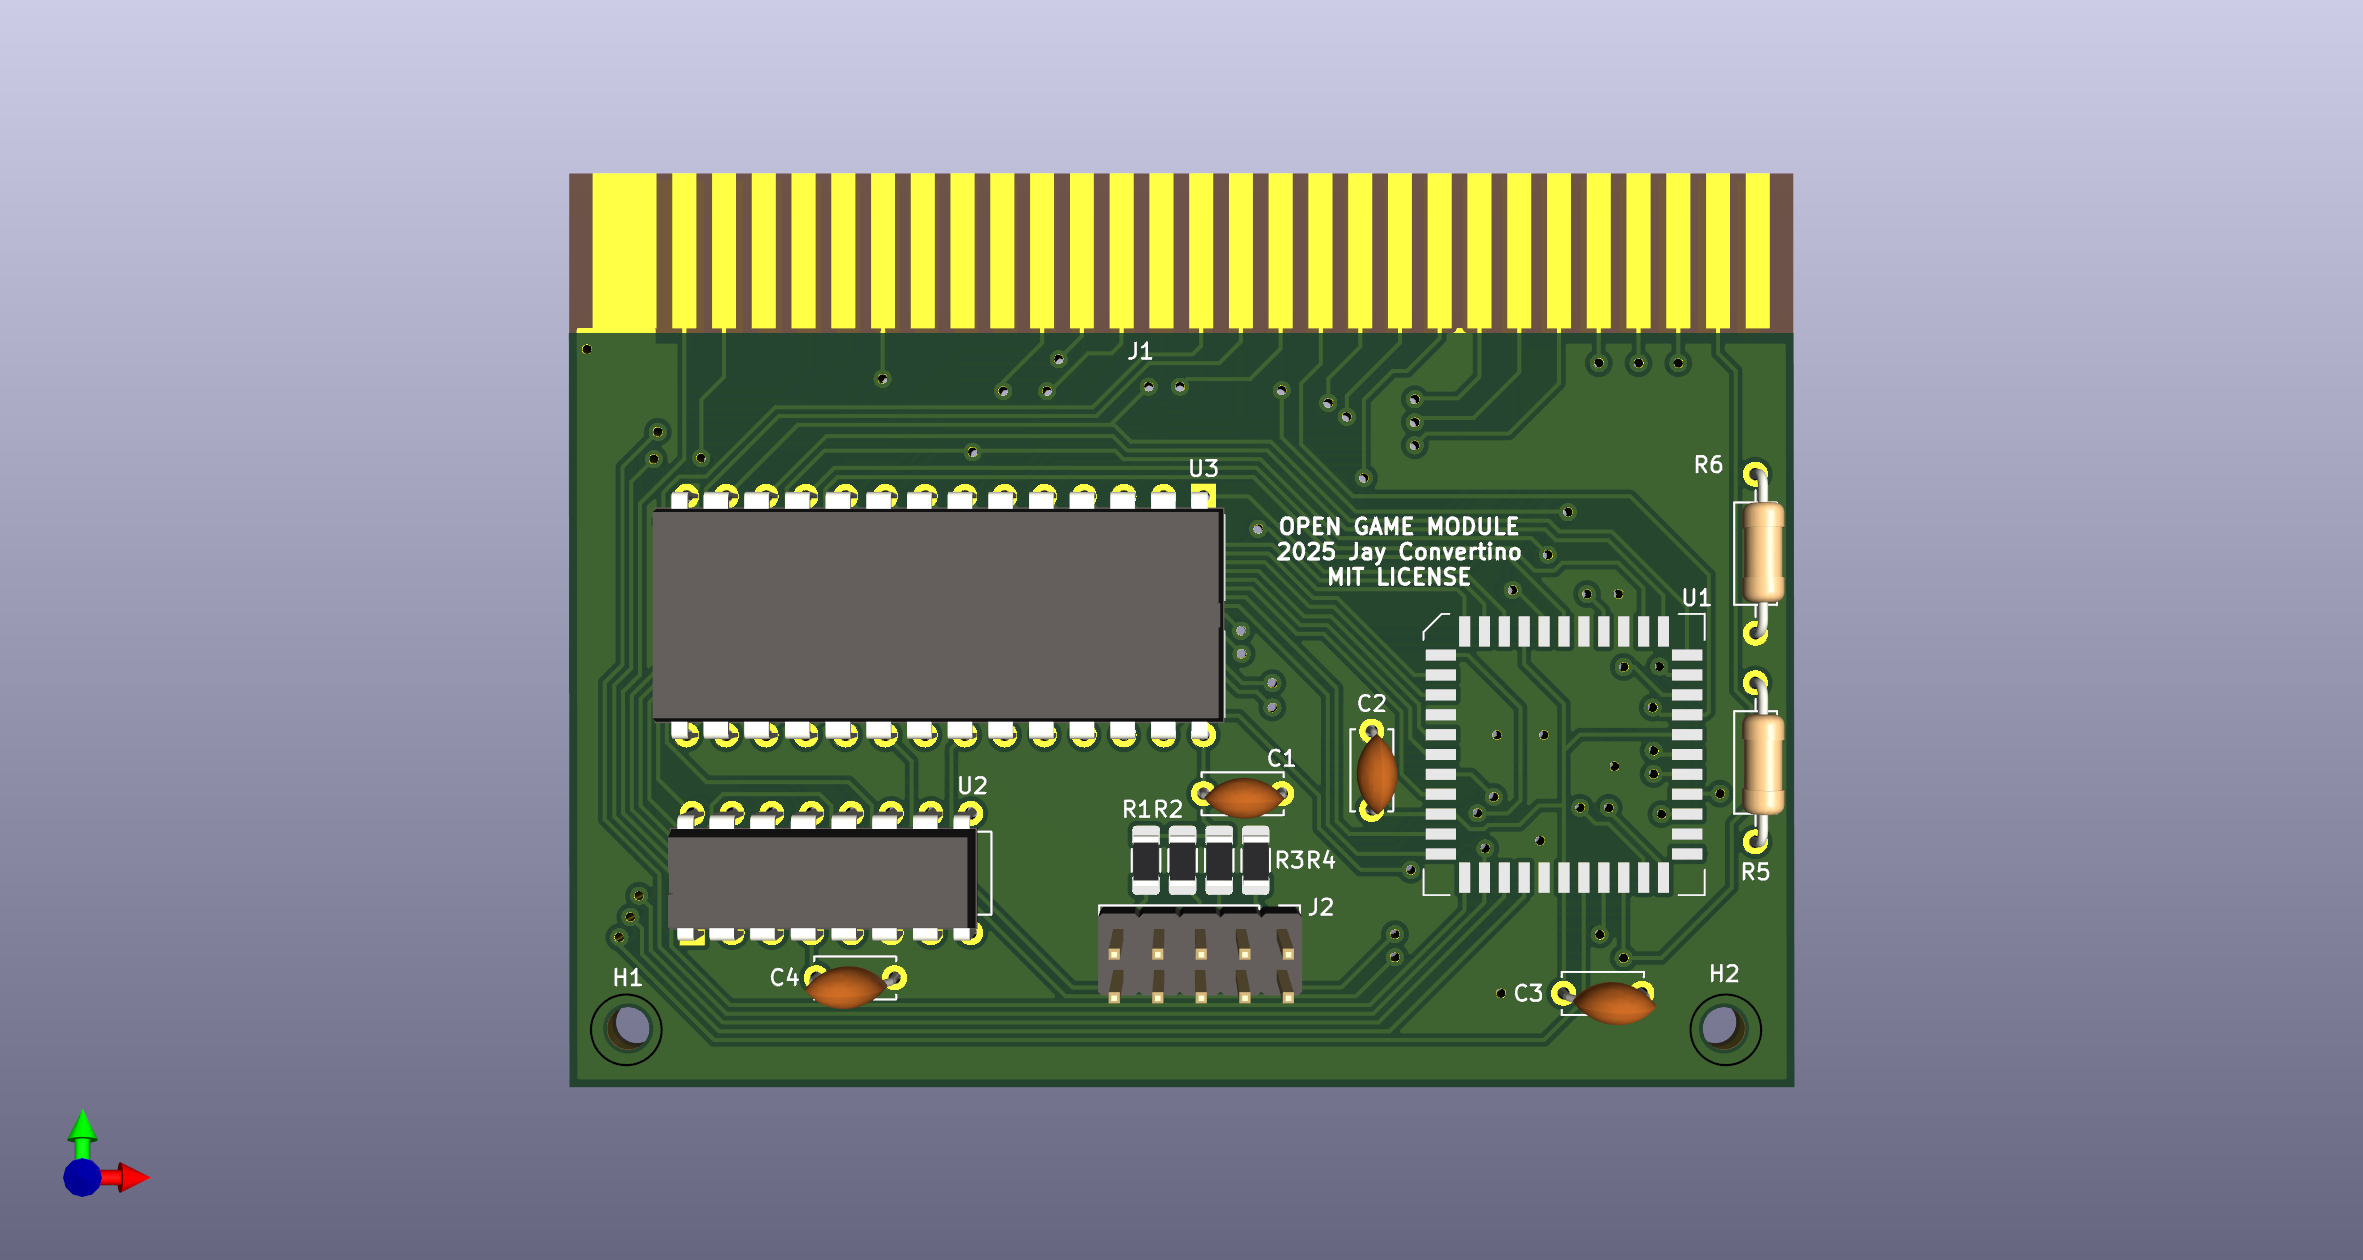 J1
R6
U3
OPEN GAME MODULE
2025 Jay Convertino
MIT LICENSE
U1
C2
C1
U2
R1R2
R3R4
R5
J2
C4
H1
H2
C3